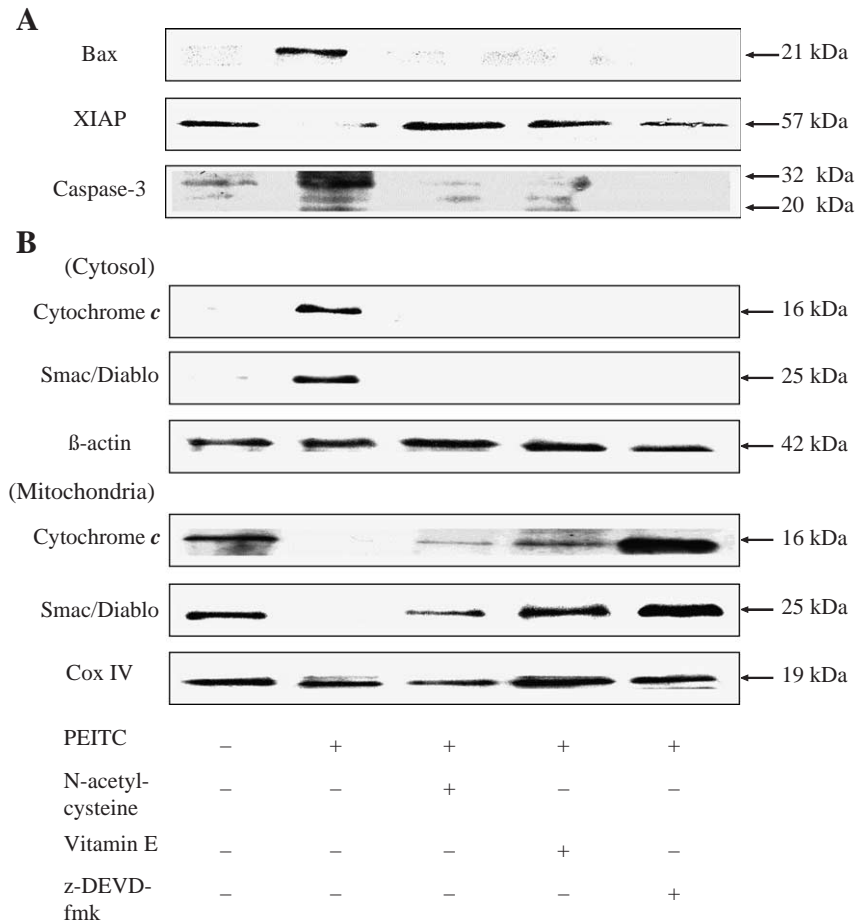 A
Bax 21 kDa
XIAP 57 kDa
Caspase-3 32 kDa
20 kDa
B
(Cytosol)
Cytochrome c 16 kDa
Smac/Diablo 25 kDa
ß-actin 42 kDa
(Mitochondria)
Cytochrome c 16 kDa
Smac/Diablo 25 kDa
Cox IV 19 kDa
PEITC – + + + +
N-acetyl-
cysteine – – + – –
Vitamin E – – – + –
z-DEVD-
fmk – – – – +